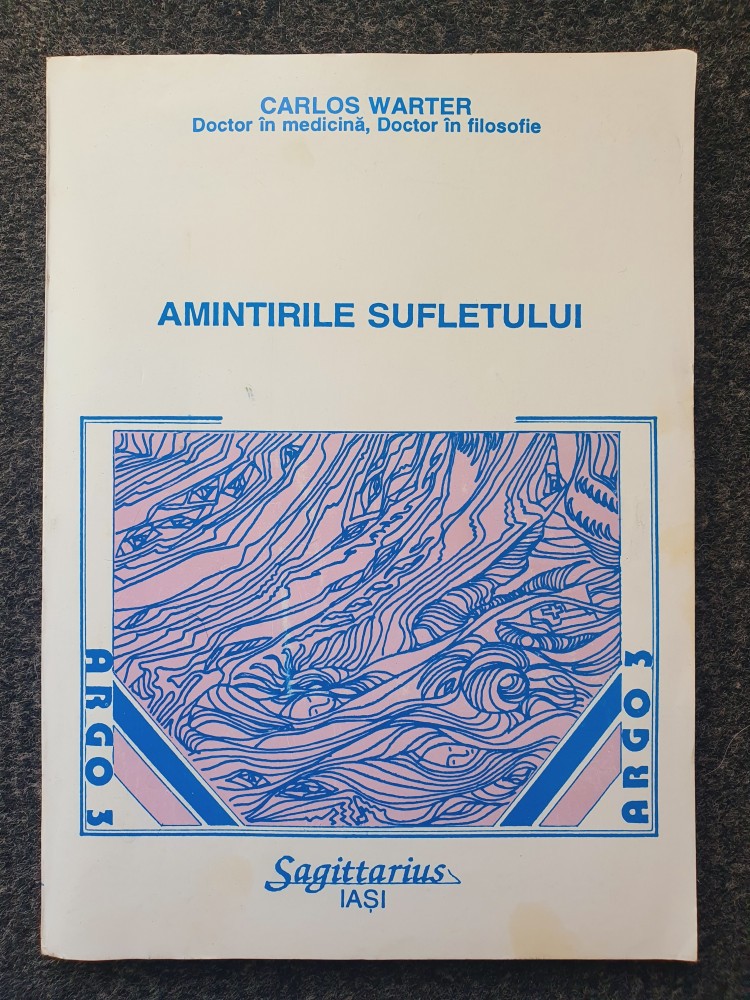 CARLOS WARTER
Doctor în medicină, Doctor în filosofie
AMINTIRILE SUFLETULUI
ARGO 3
ARGO 3
Sagittarius
IAȘI